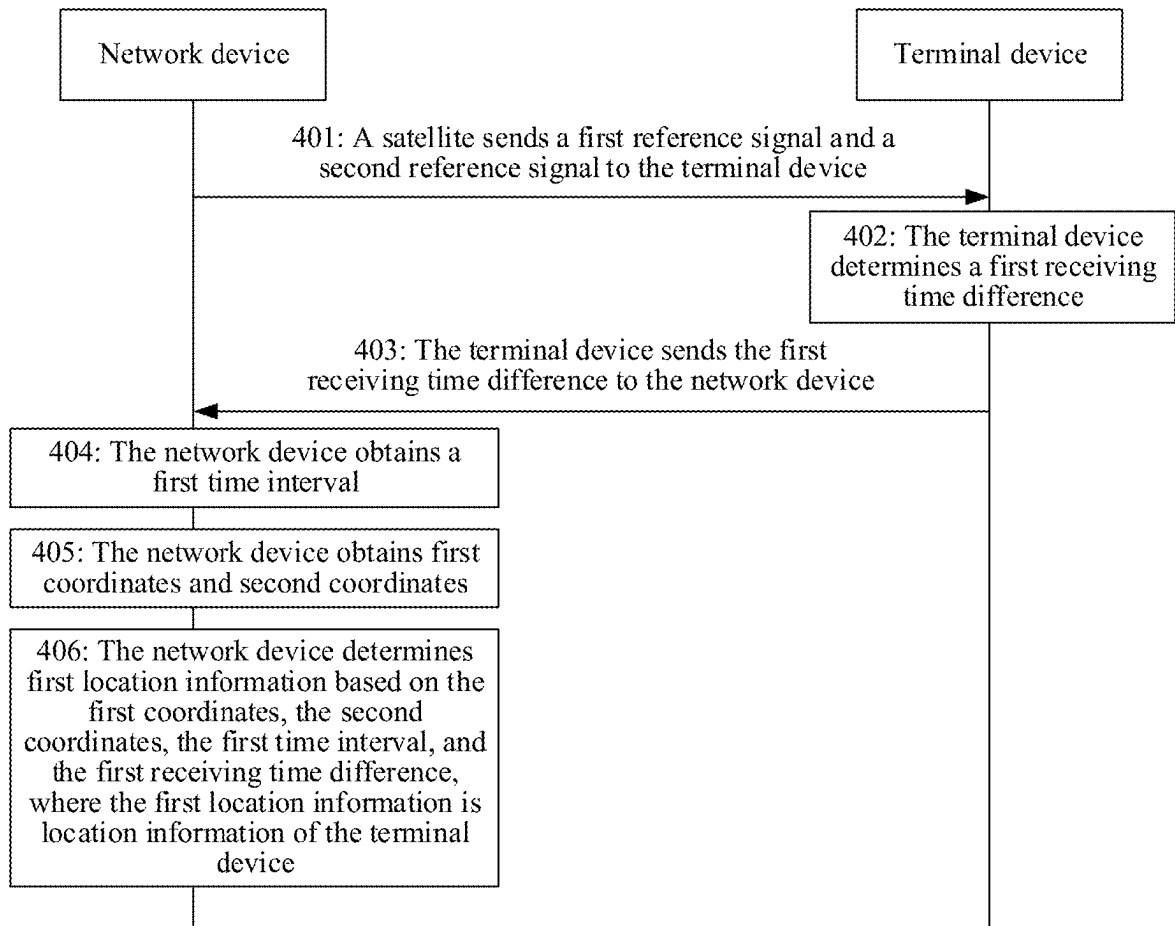 Network device
Terminal device
401: A satellite sends a first reference signal and a
second reference signal to the terminal device
402: The terminal device
determines a first receiving
time difference
403: The terminal device sends the first
receiving time difference to the network device
404: The network device obtains a
first time interval
405: The network device obtains first
coordinates and second coordinates
406: The network device determines
first location information based on the
first coordinates, the second
coordinates, the first time interval, and
the first receiving time difference,
where the first location information is
location information of the terminal
device